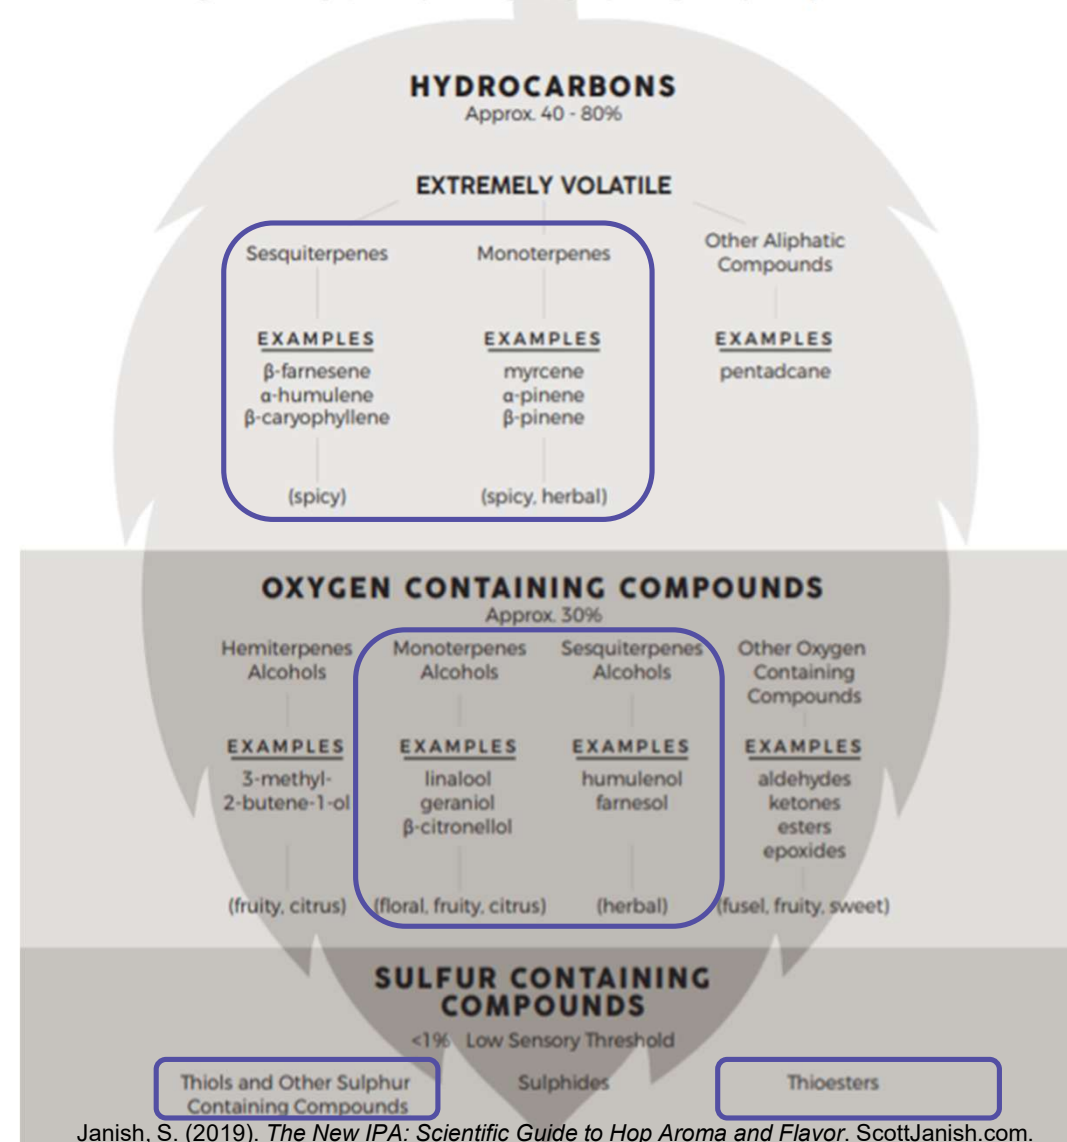 HYDROCARBONS
Approx. 40 - 80%
EXTREMELY VOLATILE
Sesquiterpenes
EXAMPLES
β-farnesene
α-humulene
β-caryophyllene
(spicy)
Monoterpenes
EXAMPLES
myrcene
α-pinene
β-pinene
(spicy, herbal)
Other Aliphatic
Compounds
EXAMPLES
pentadcane
OXYGEN CONTAINING COMPOUNDS
Approx. 30%
Hemiterpenes
Alcohols
EXAMPLES
3-methyl-
2-butene-1-ol
(fruity, citrus)
Monoterpenes
Alcohols
EXAMPLES
linalool
geraniol
β-citronellol
(floral, fruity, citrus)
Sesquiterpenes
Alcohols
EXAMPLES
humulenol
farnesol
(herbal)
Other Oxygen
Containing
Compounds
EXAMPLES
aldehydes
ketones
esters
epoxides
(fusel, fruity, sweet)
SULFUR CONTAINING
COMPOUNDS
<1% Low Sensory Threshold
Thiols and Other Sulphur
Containing Compounds
Sulphides
Thioesters
Janish, S. (2019). The New IPA: Scientific Guide to Hop Aroma and Flavor. ScottJanish.com.